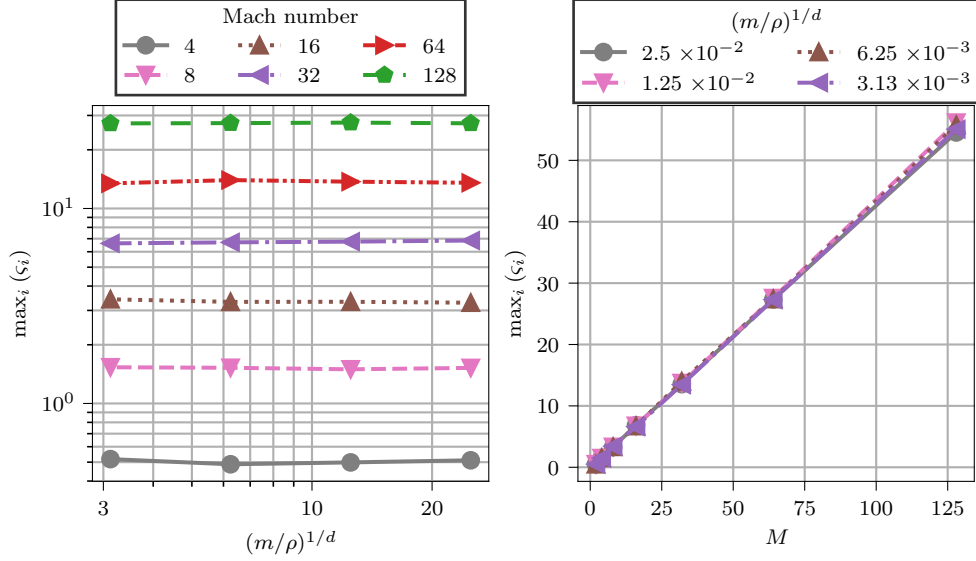 Mach number
4 16 64
8 32 128
max_i (ς_i)
10^1
10^0
3 10 20
(m/ρ)^{1/d}
(m/ρ)^{1/d}
2.5 ×10^{−2} 6.25 ×10^{−3}
1.25 ×10^{−2} 3.13 ×10^{−3}
max_i (ς_i)
50
40
30
20
10
0
0 25 50 75 100 125
M